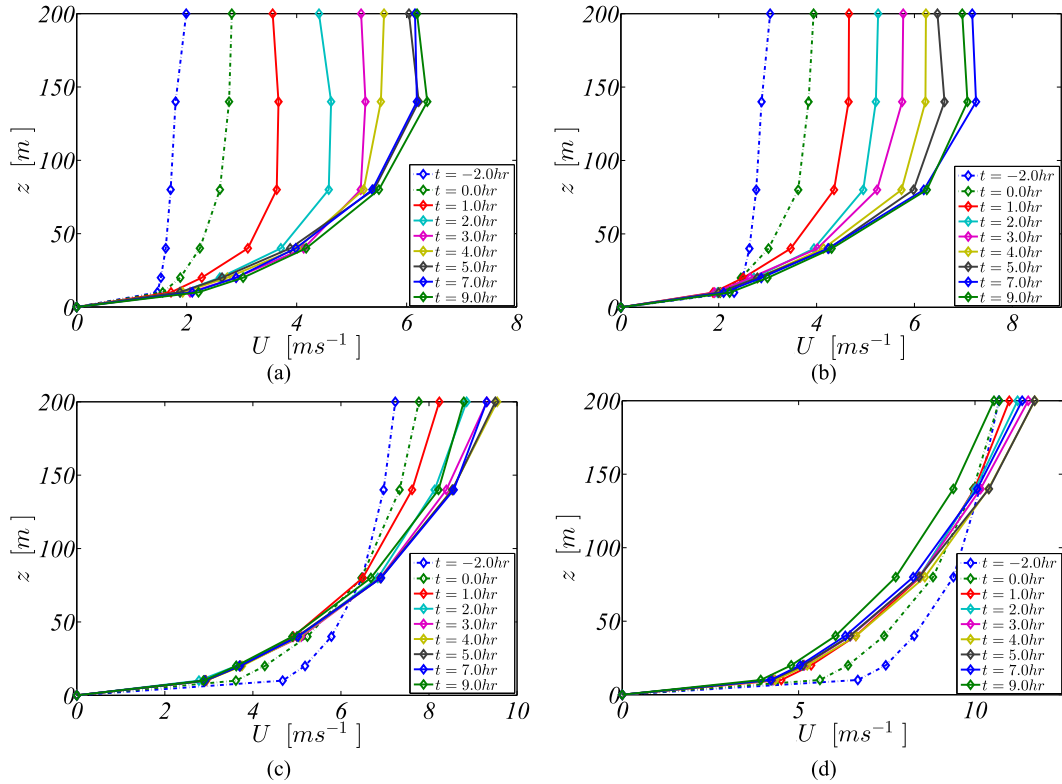 200
150
100
50
0
z [m]
0 2 4 6 8
U [ms⁻¹]
t = −2.0hr
t = 0.0hr
t = 1.0hr
t = 2.0hr
t = 3.0hr
t = 4.0hr
t = 5.0hr
t = 7.0hr
t = 9.0hr
(a)
200
150
100
50
0
z [m]
0 2 4 6 8
U [ms⁻¹]
t = −2.0hr
t = 0.0hr
t = 1.0hr
t = 2.0hr
t = 3.0hr
t = 4.0hr
t = 5.0hr
t = 7.0hr
t = 9.0hr
(b)
200
150
100
50
0
z [m]
0 2 4 6 8 10
U [ms⁻¹]
t = −2.0hr
t = 0.0hr
t = 1.0hr
t = 2.0hr
t = 3.0hr
t = 4.0hr
t = 5.0hr
t = 7.0hr
t = 9.0hr
(c)
200
150
100
50
0
z [m]
0 5 10
U [ms⁻¹]
t = −2.0hr
t = 0.0hr
t = 1.0hr
t = 2.0hr
t = 3.0hr
t = 4.0hr
t = 5.0hr
t = 7.0hr
t = 9.0hr
(d)